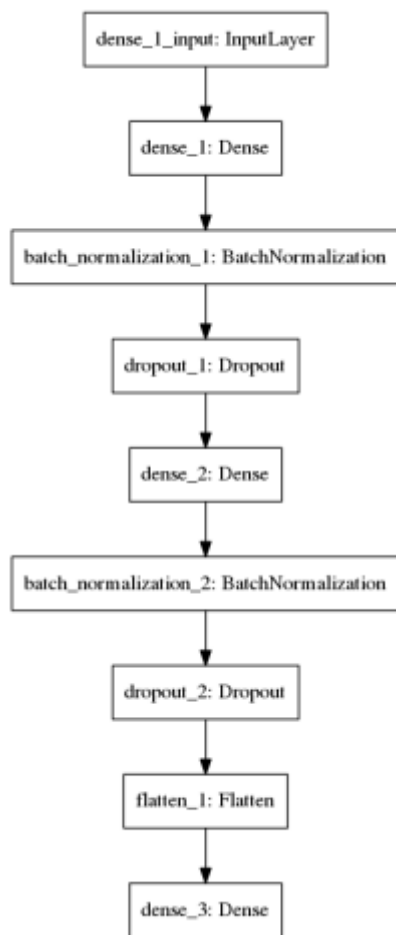 dense_1_input: InputLayer
dense_1: Dense
batch_normalization_1: BatchNormalization
dropout_1: Dropout
dense_2: Dense
batch_normalization_2: BatchNormalization
dropout_2: Dropout
flatten_1: Flatten
dense_3: Dense